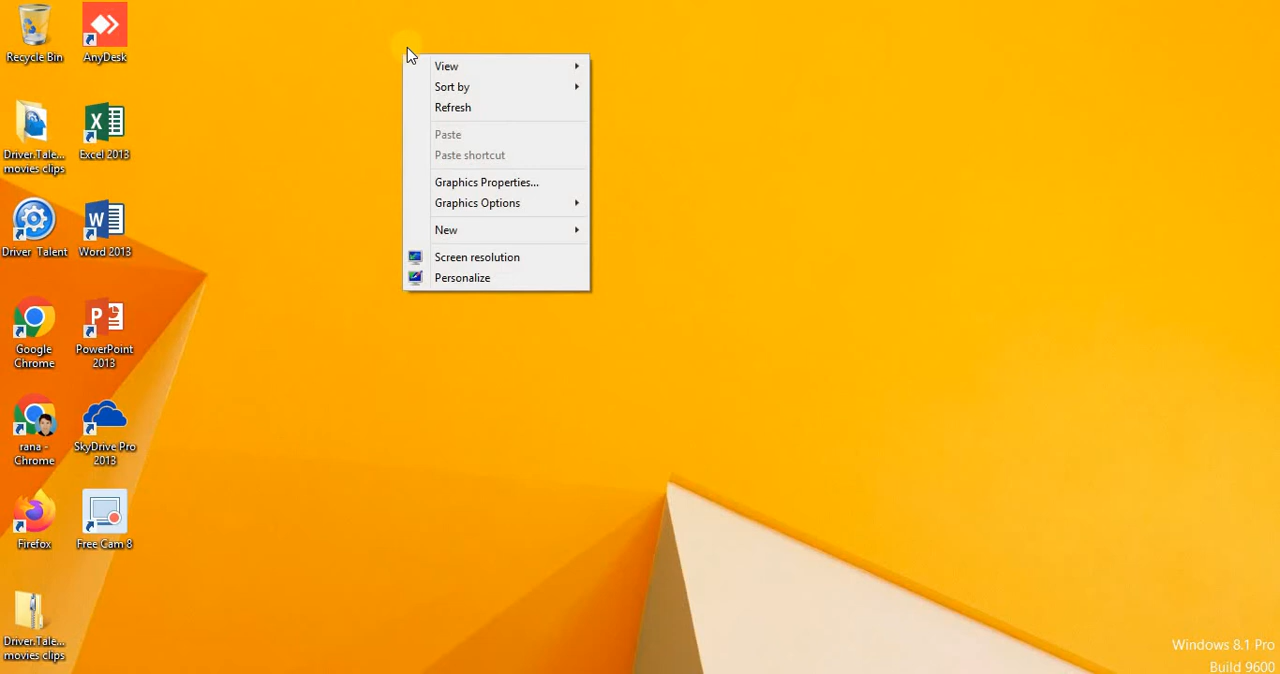 Recycle Bin
AnyDesk
Driver.Tale...
movies clips
Excel 2013
Driver Talent
Word 2013
Google
Chrome
PowerPoint
2013
rana -
Chrome
SkyDrive Pro
2013
Firefox
Free Cam 8
Driver.Tale...
movies clips
View
Sort by
Refresh
Paste
Paste shortcut
Graphics Properties...
Graphics Options
New
Screen resolution
Personalize
Windows 8.1 Pro
Build 9600